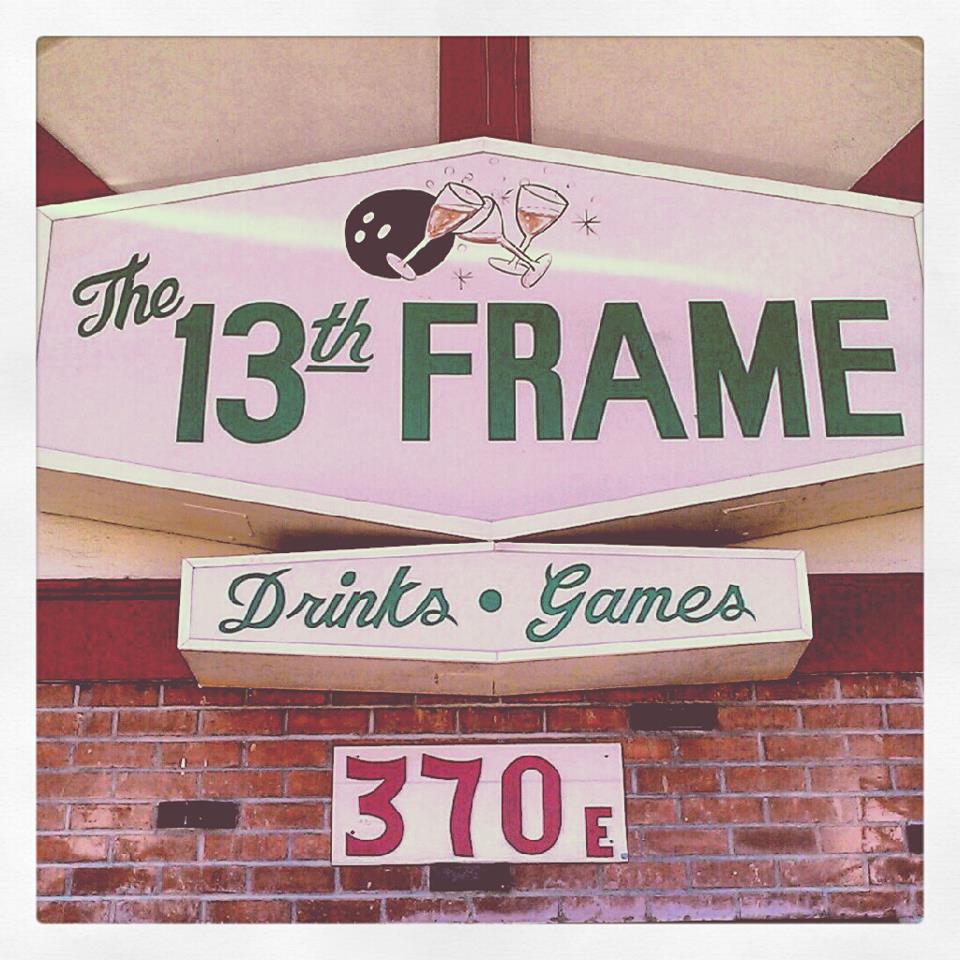 The 13th FRAME
Drinks • Games
370 E